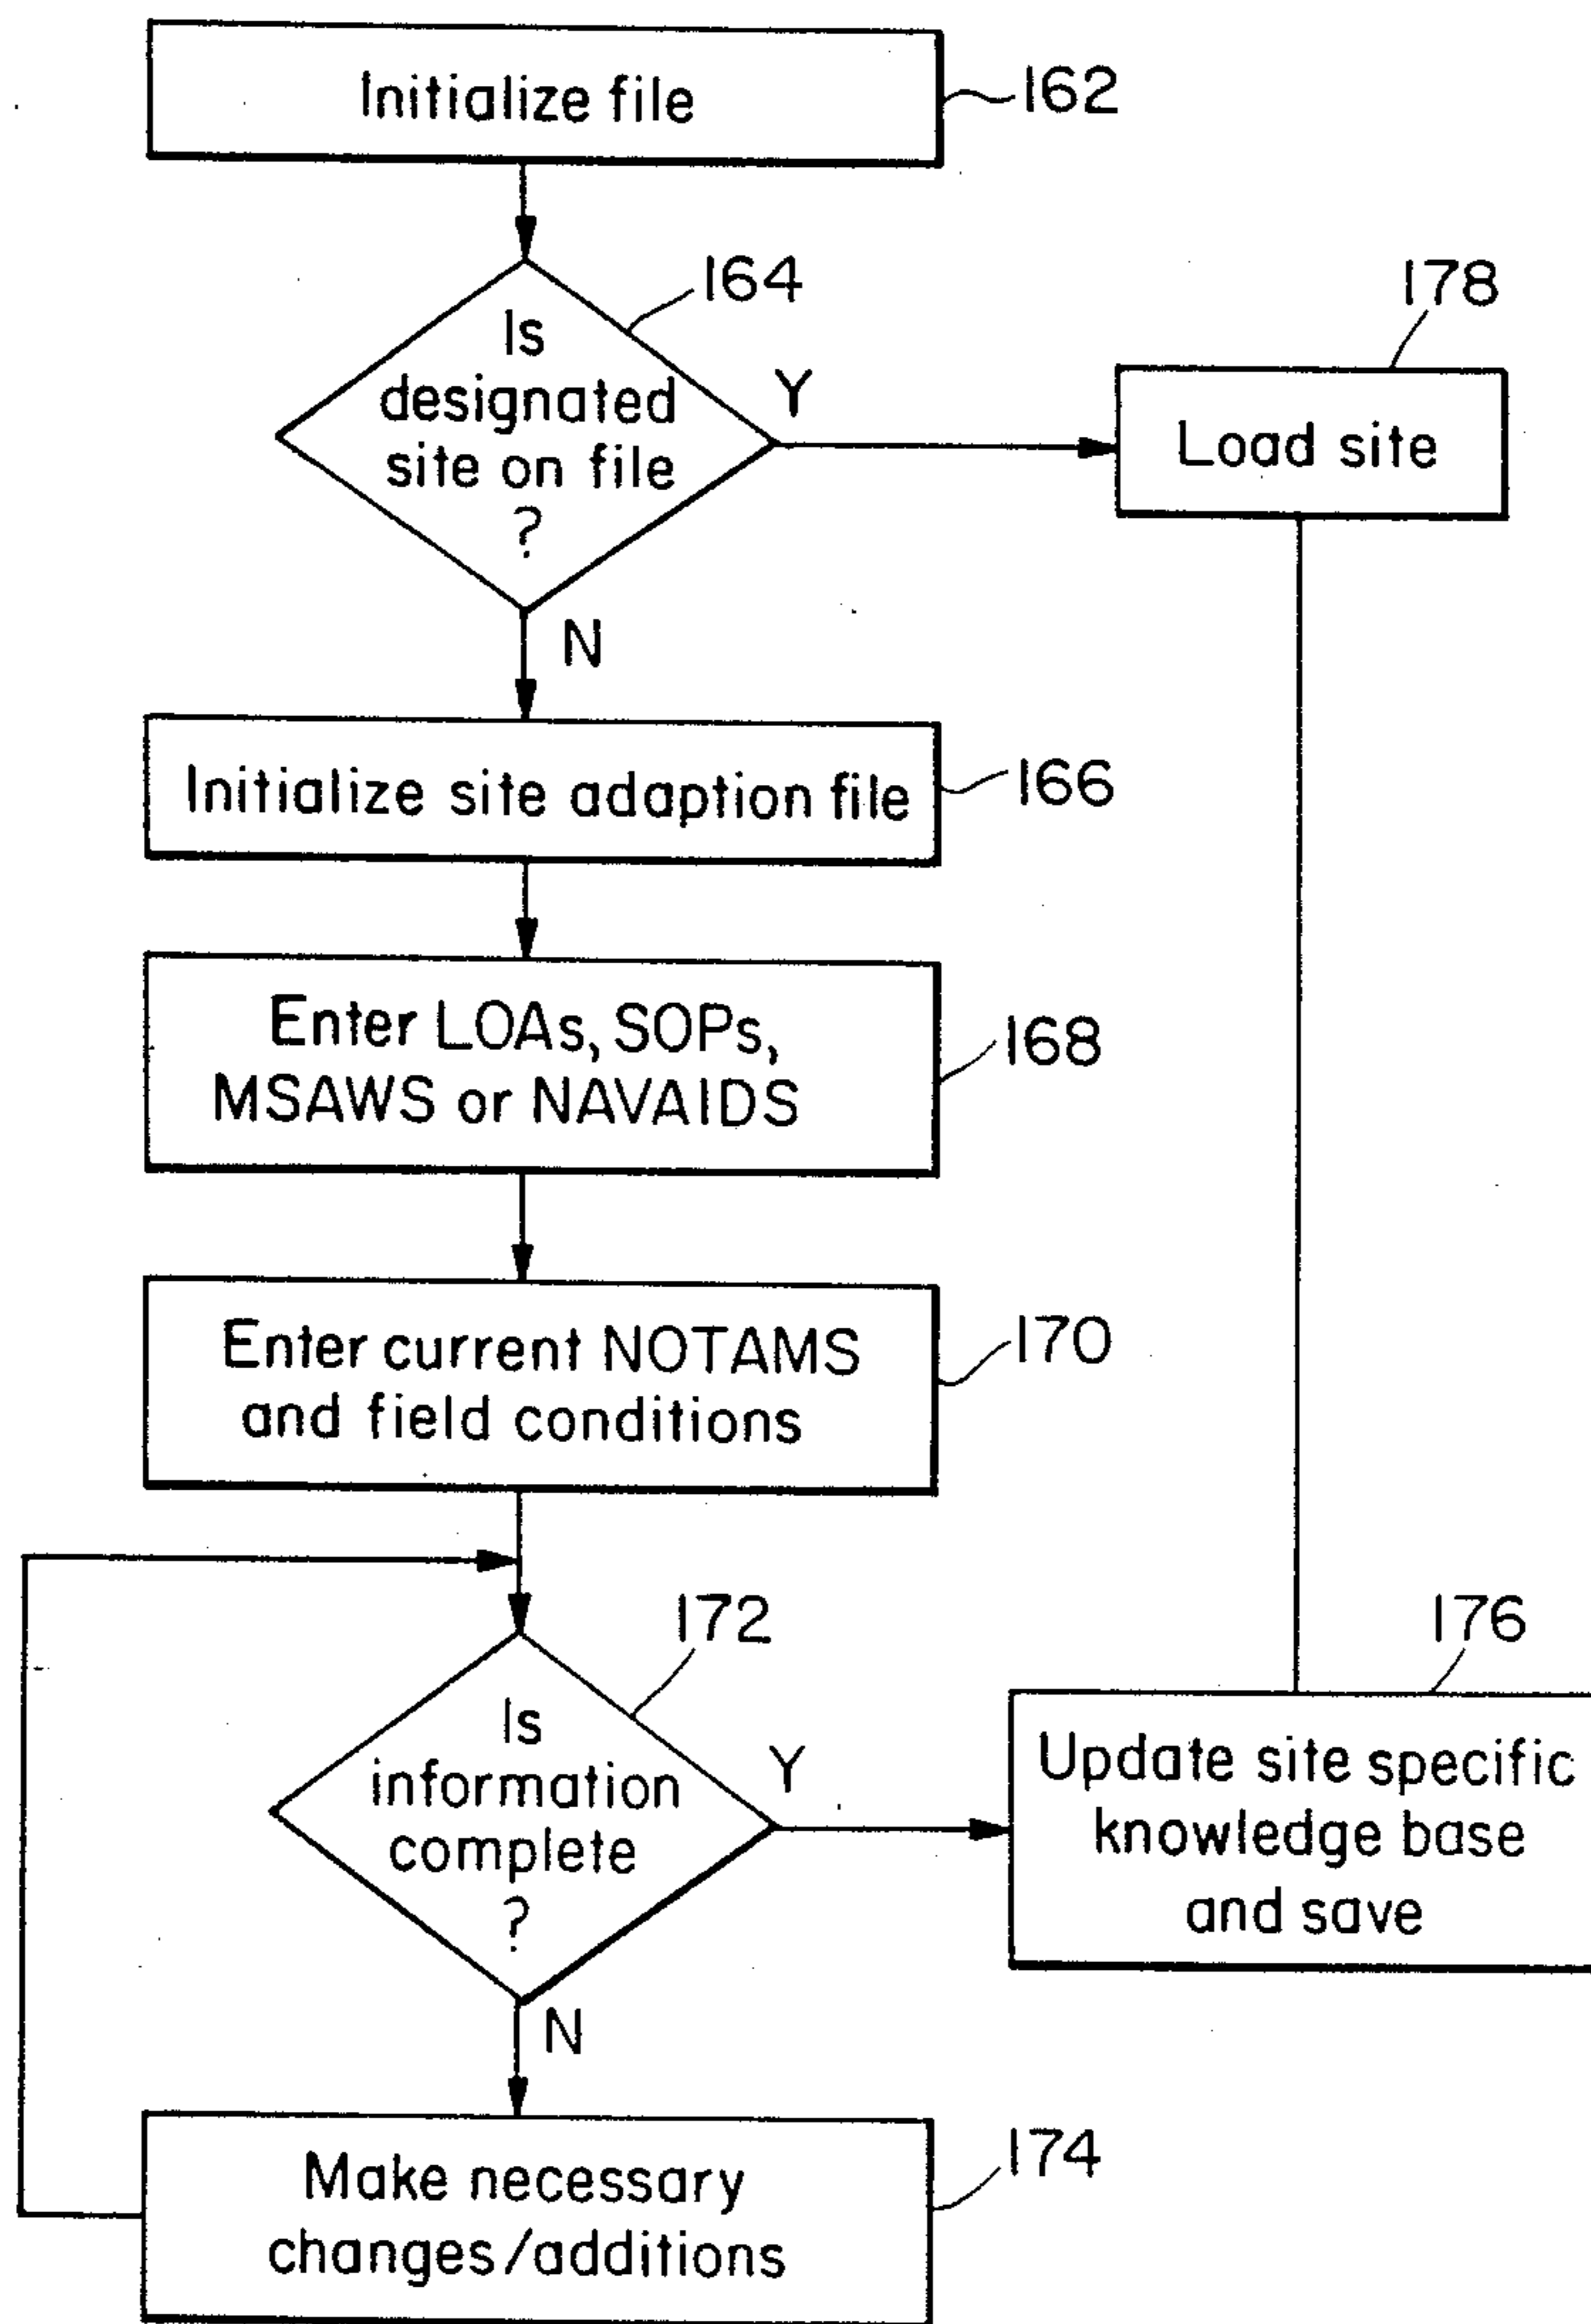 Initialize file
162
164
Is
designated
site on file
?
Y
178
Load site
N
Initialize site adaption file
166
Enter LOAs, SOPs,
MSAWS or NAVAIDS
168
Enter current NOTAMS
and field conditions
170
172
Is
information
complete
?
Y
176
Update site specific
knowledge base
and save
N
Make necessary
changes/additions
174